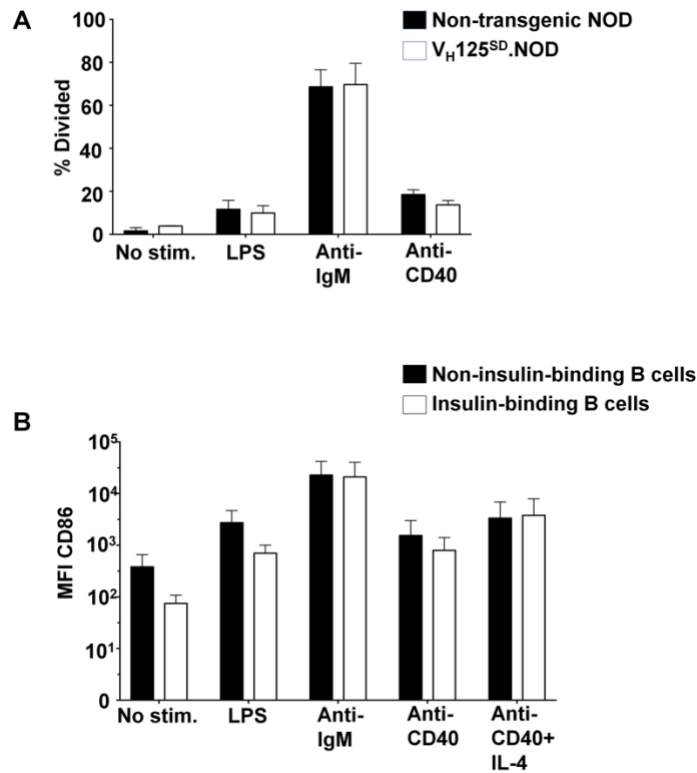 A
Non-transgenic NOD
V_H125^SD.NOD
100
80
60
40
20
0
% Divided
No stim.
LPS
Anti-
IgM
Anti-
CD40
Non-insulin-binding B cells
Insulin-binding B cells
B
10^5
10^4
10^3
10^2
10^1
0
MFI CD86
No stim.
LPS
Anti-
IgM
Anti-
CD40
Anti-
CD40+
IL-4